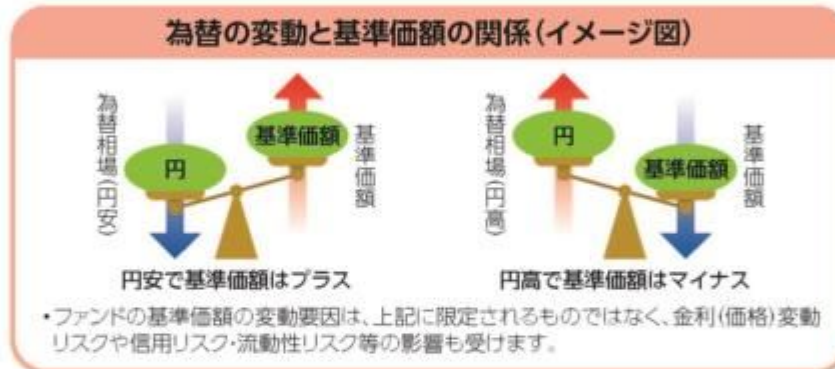 為替の変動と基準価額の関係(イメージ図)
為替相場(円安)
円
基準価額
基準価額
円安で基準価額はプラス
為替相場(円高)
円
基準価額
基準価額
円高で基準価額はマイナス
・ファンドの基準価額の変動要因は、上記に限定されるものではなく、金利(価格)変動
リスクや信用リスク・流動性リスク等の影響も受けます。